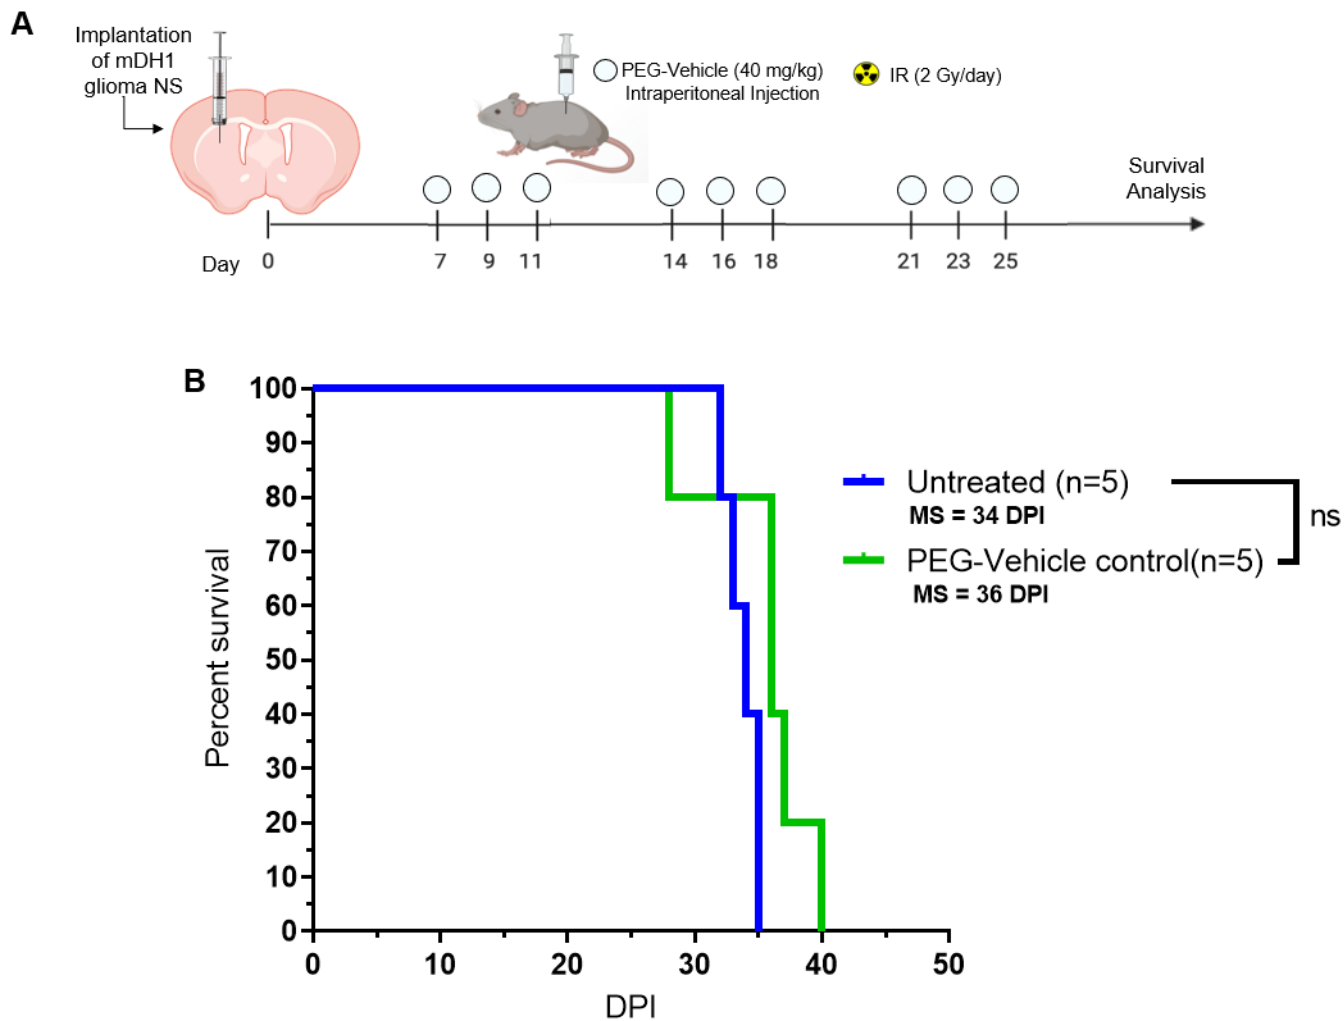 A
Implantation
of mDH1
glioma NS
PEG-Vehicle (40 mg/kg)
Intraperitoneal Injection
IR (2 Gy/day)
Survival
Analysis
Day 0 7 9 11 14 16 18 21 23 25
B
100
90
80
70
60
50
40
30
20
10
0
Percent survival
0 10 20 30 40 50
DPI
Untreated (n=5)
MS = 34 DPI
PEG-Vehicle control(n=5)
MS = 36 DPI
ns